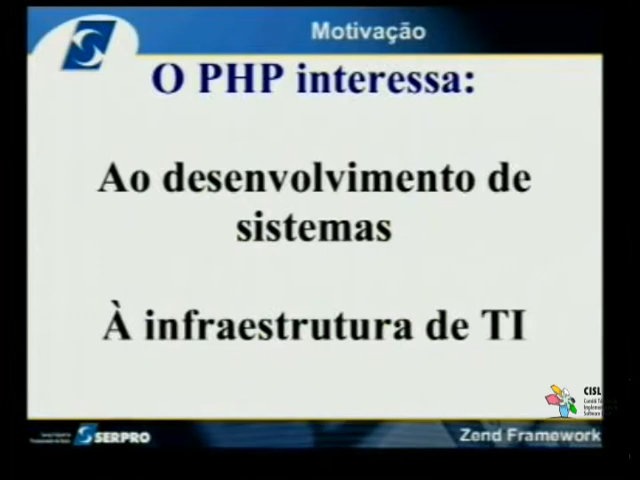 Motivação
O PHP interessa:
Ao desenvolvimento de
sistemas
À infraestrutura de TI
CISL
SERPRO
Zend Framework